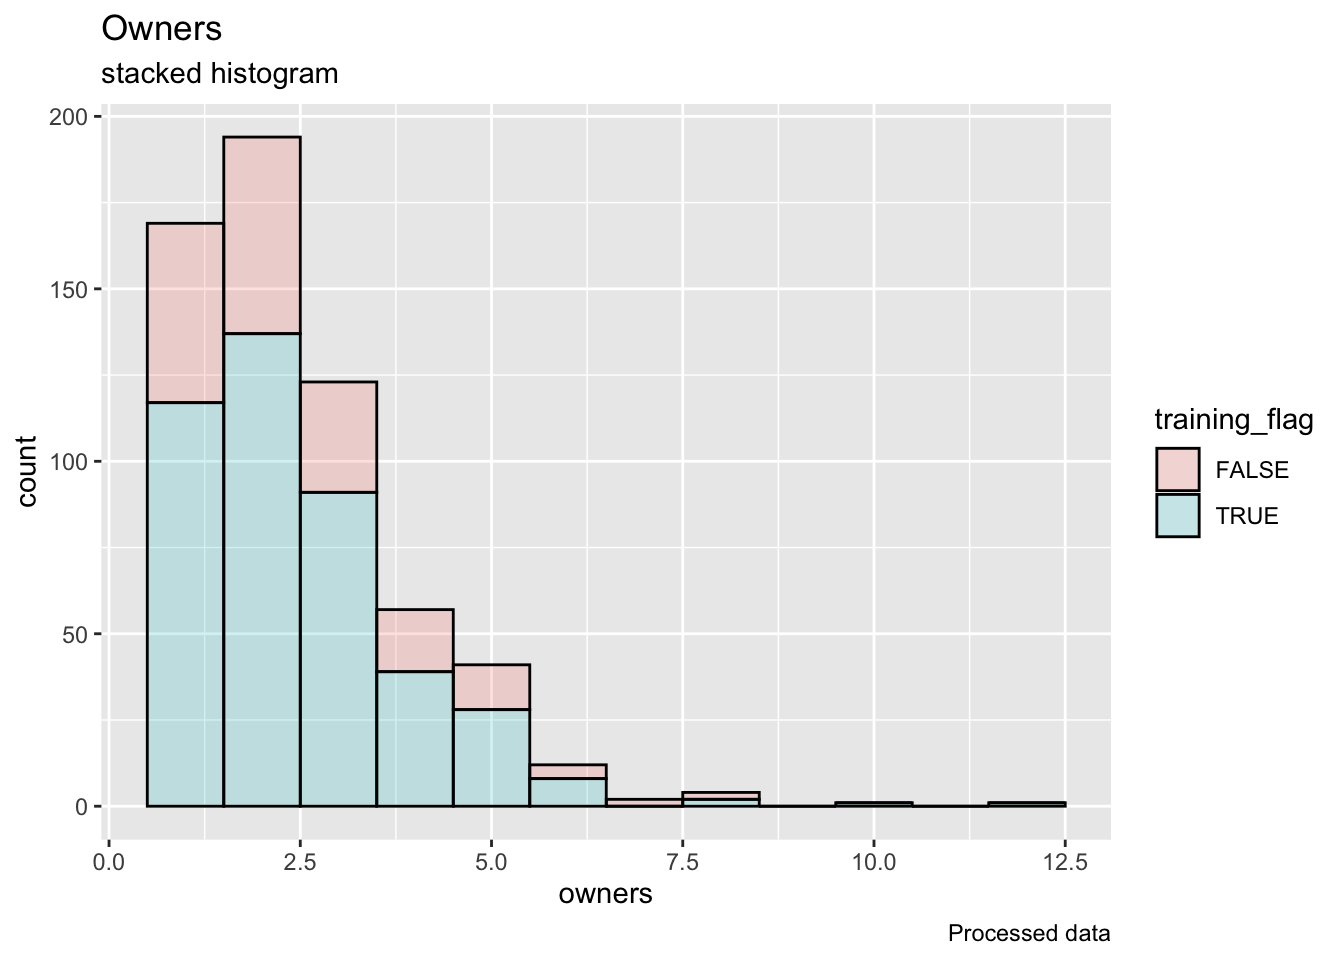 Owners
stacked histogram
200
150
100
50
0
count
0.0 2.5 5.0 7.5 10.0 12.5
owners
training_flag
FALSE
TRUE
Processed data